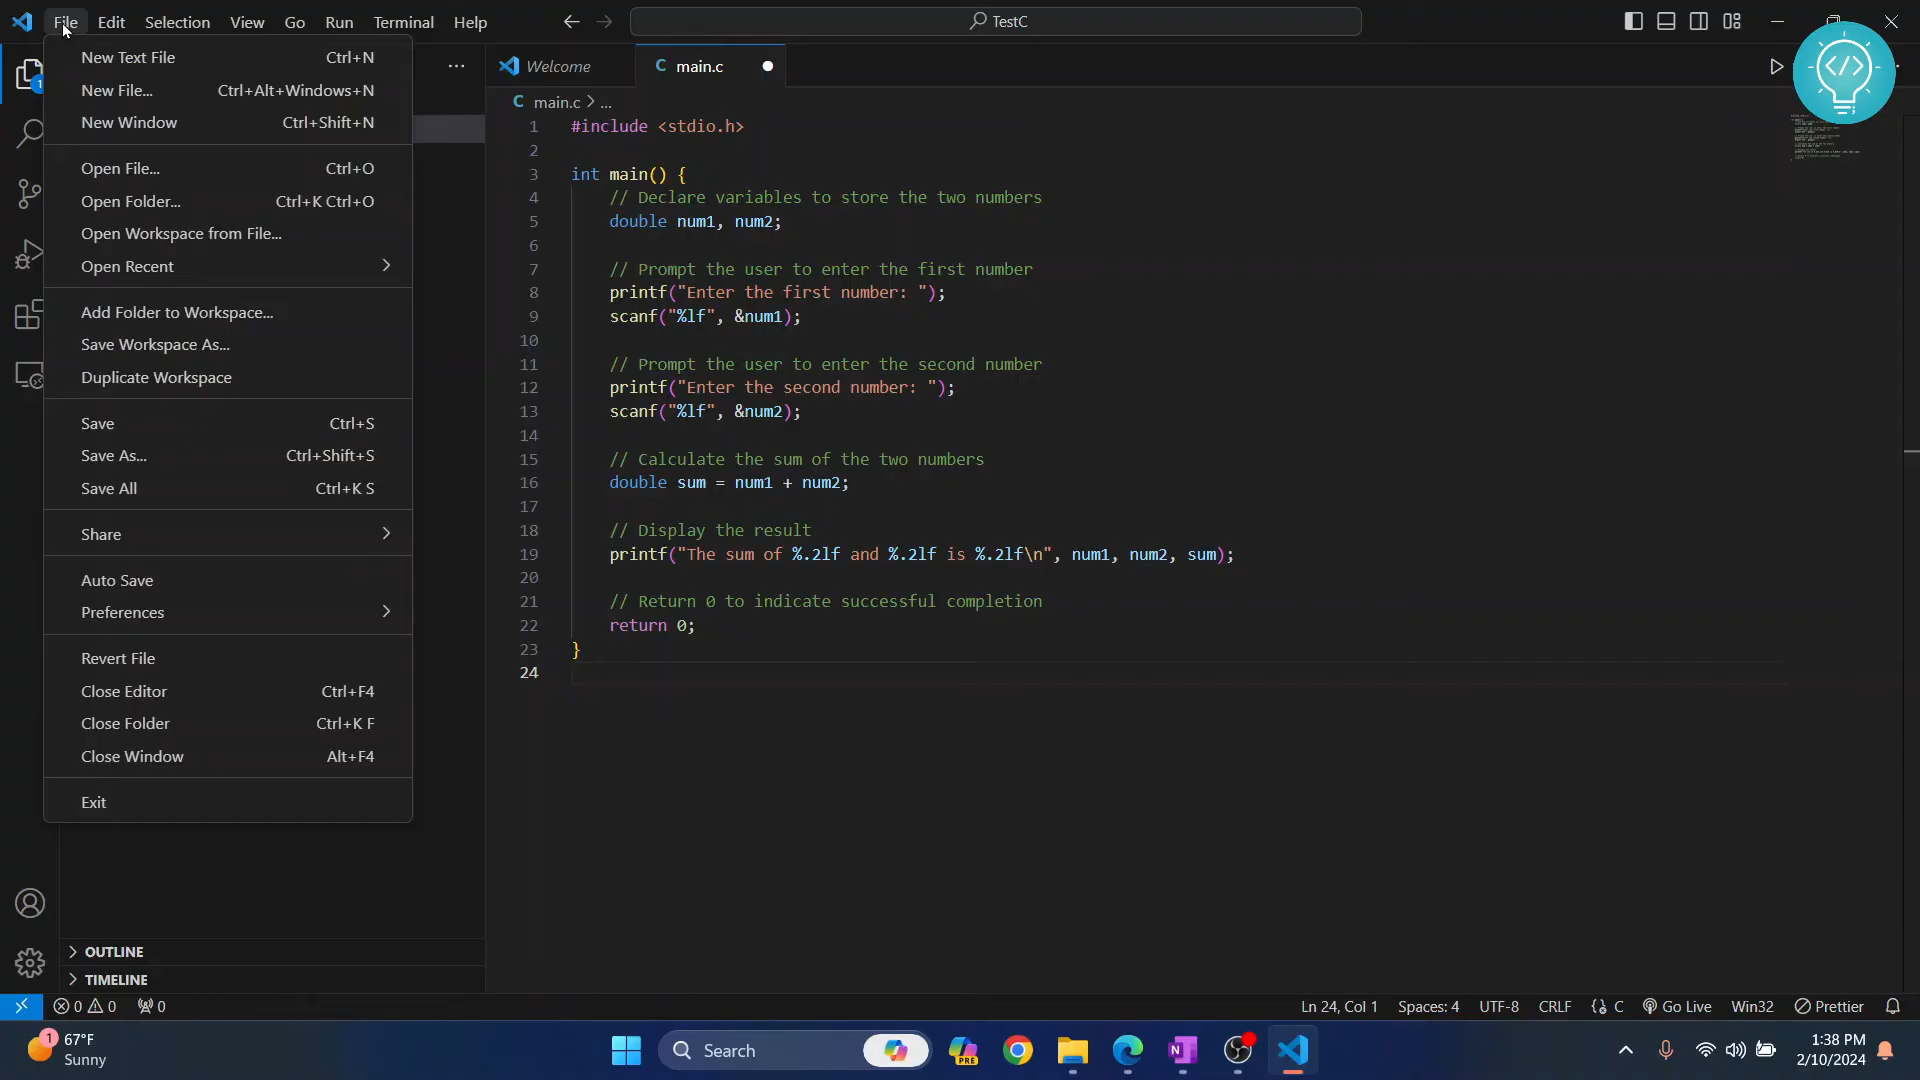 File Edit Selection View Go Run Terminal Help
TestC
New Text File Ctrl+N
New File... Ctrl+Alt+Windows+N
New Window Ctrl+Shift+N
Open File... Ctrl+O
Open Folder... Ctrl+K Ctrl+O
Open Workspace from File...
Open Recent
Add Folder to Workspace...
Save Workspace As...
Duplicate Workspace
Save Ctrl+S
Save As... Ctrl+Shift+S
Save All Ctrl+K S
Share
Auto Save
Preferences
Revert File
Close Editor Ctrl+F4
Close Folder Ctrl+K F
Close Window Alt+F4
Exit
1
OUTLINE
TIMELINE
Welcome
C main.c
C main.c > ...
1 #include <stdio.h>
2
3 int main() {
4 // Declare variables to store the two numbers
5 double num1, num2;
6
7 // Prompt the user to enter the first number
8 printf("Enter the first number: ");
9 scanf("%lf", &num1);
10
11 // Prompt the user to enter the second number
12 printf("Enter the second number: ");
13 scanf("%lf", &num2);
14
15 // Calculate the sum of the two numbers
16 double sum = num1 + num2;
17
18 // Display the result
19 printf("The sum of %.2lf and %.2lf is %.2lf\n", num1, num2, sum);
20
21 // Return 0 to indicate successful completion
22 return 0;
23 }
24
0 0 0
Ln 24, Col 1 Spaces: 4 UTF-8 CRLF {} C Go Live Win32 Prettier
1
67°F
Sunny
Search
PRE
N
1:38 PM
2/10/2024